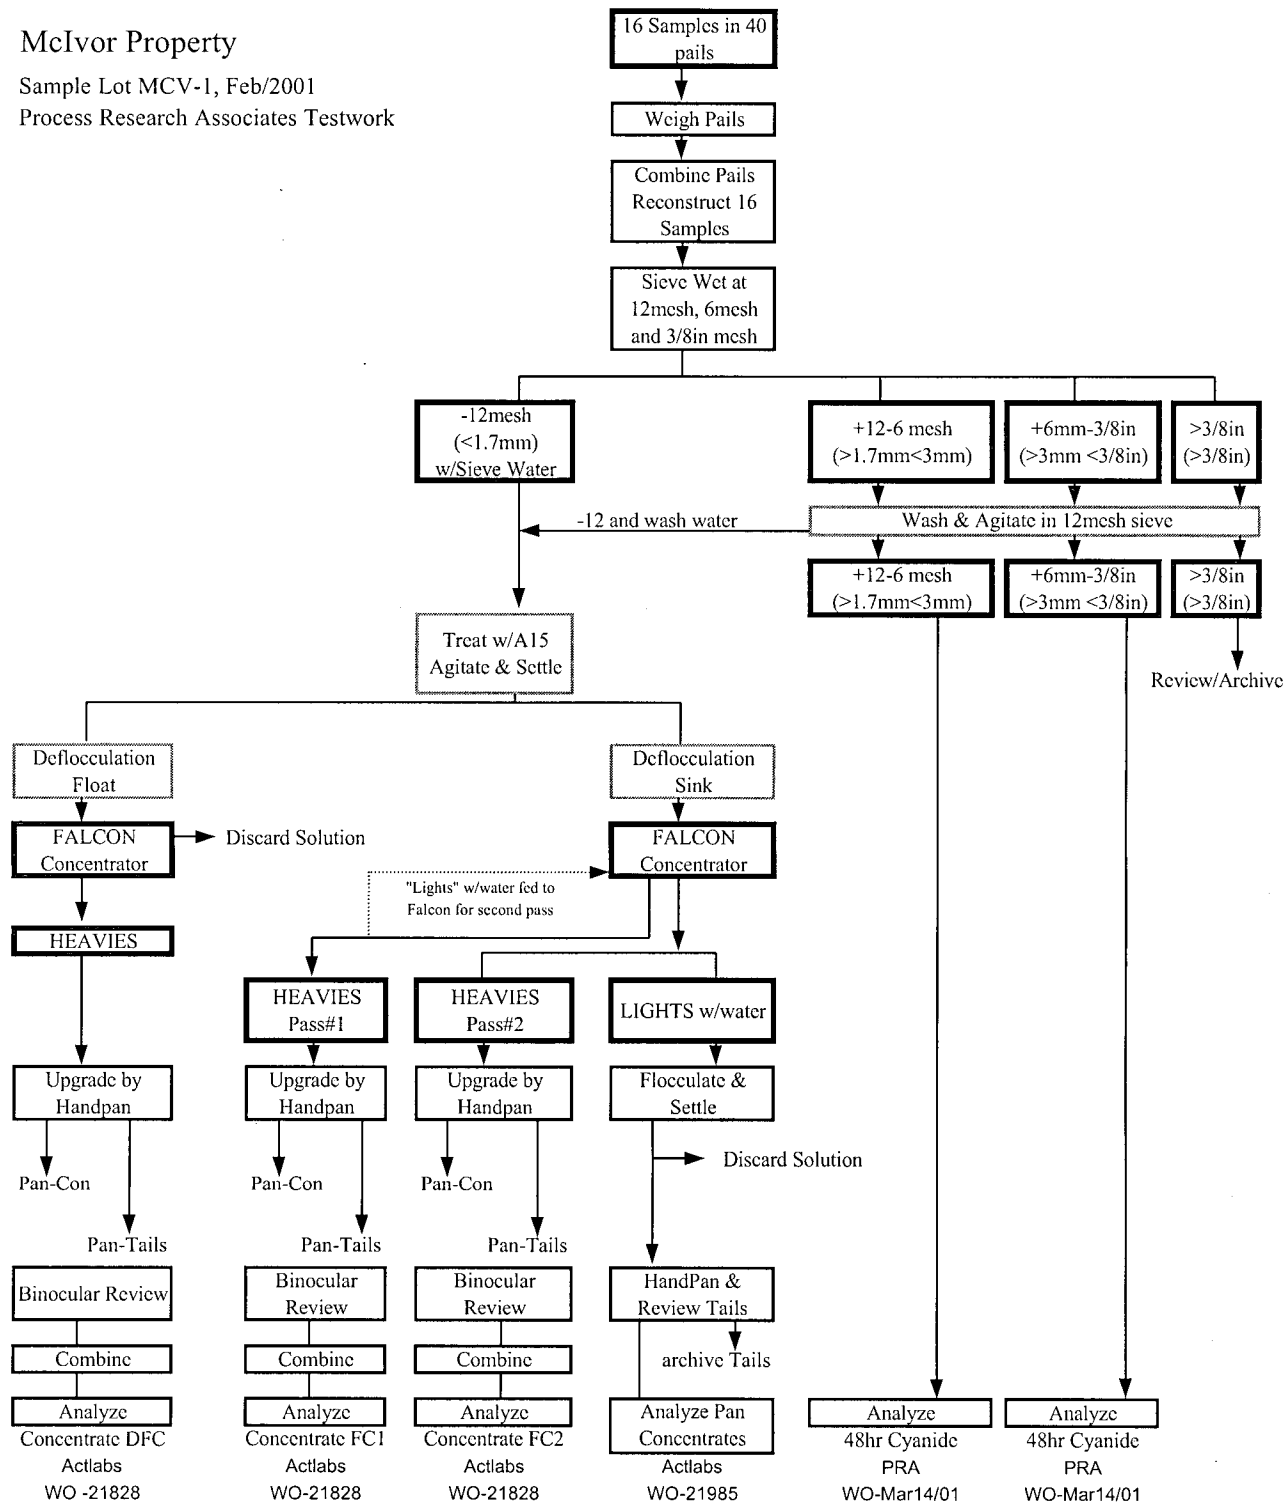 McIvor Property
Sample Lot MCV-1, Feb/2001
Process Research Associates Testwork
16 Samples in 40
pails
Weigh Pails
Combine Pails
Reconstruct 16
Samples
Sieve Wet at
12mesh, 6mesh
and 3/8in mesh
-12mesh
(<1.7mm)
w/Sieve Water
+12-6 mesh
(>1.7mm<3mm)
+6mm-3/8in
(>3mm <3/8in)
>3/8in
(>3/8in)
-12 and wash water
Wash & Agitate in 12mesh sieve
+12-6 mesh
(>1.7mm<3mm)
+6mm-3/8in
(>3mm <3/8in)
>3/8in
(>3/8in)
Review/Archive
Treat w/A15
Agitate & Settle
Deflocculation
Float
Deflocculation
Sink
FALCON
Concentrator
Discard Solution
FALCON
Concentrator
"Lights" w/water fed to
Falcon for second pass
HEAVIES
HEAVIES
Pass#1
HEAVIES
Pass#2
LIGHTS w/water
Upgrade by
Handpan
Upgrade by
Handpan
Upgrade by
Handpan
Flocculate &
Settle
Discard Solution
Pan-Con
Pan-Con
Pan-Con
Pan-Tails
Pan-Tails
Pan-Tails
Binocular Review
Binocular
Review
Binocular
Review
HandPan &
Review Tails
archive Tails
Combine
Combine
Combine
Analyze
Concentrate DFC
Actlabs
WO -21828
Analyze
Concentrate FC1
Actlabs
WO-21828
Analyze
Concentrate FC2
Actlabs
WO-21828
Analyze Pan
Concentrates
Actlabs
WO-21985
Analyze
48hr Cyanide
PRA
WO-Mar14/01
Analyze
48hr Cyanide
PRA
WO-Mar14/01